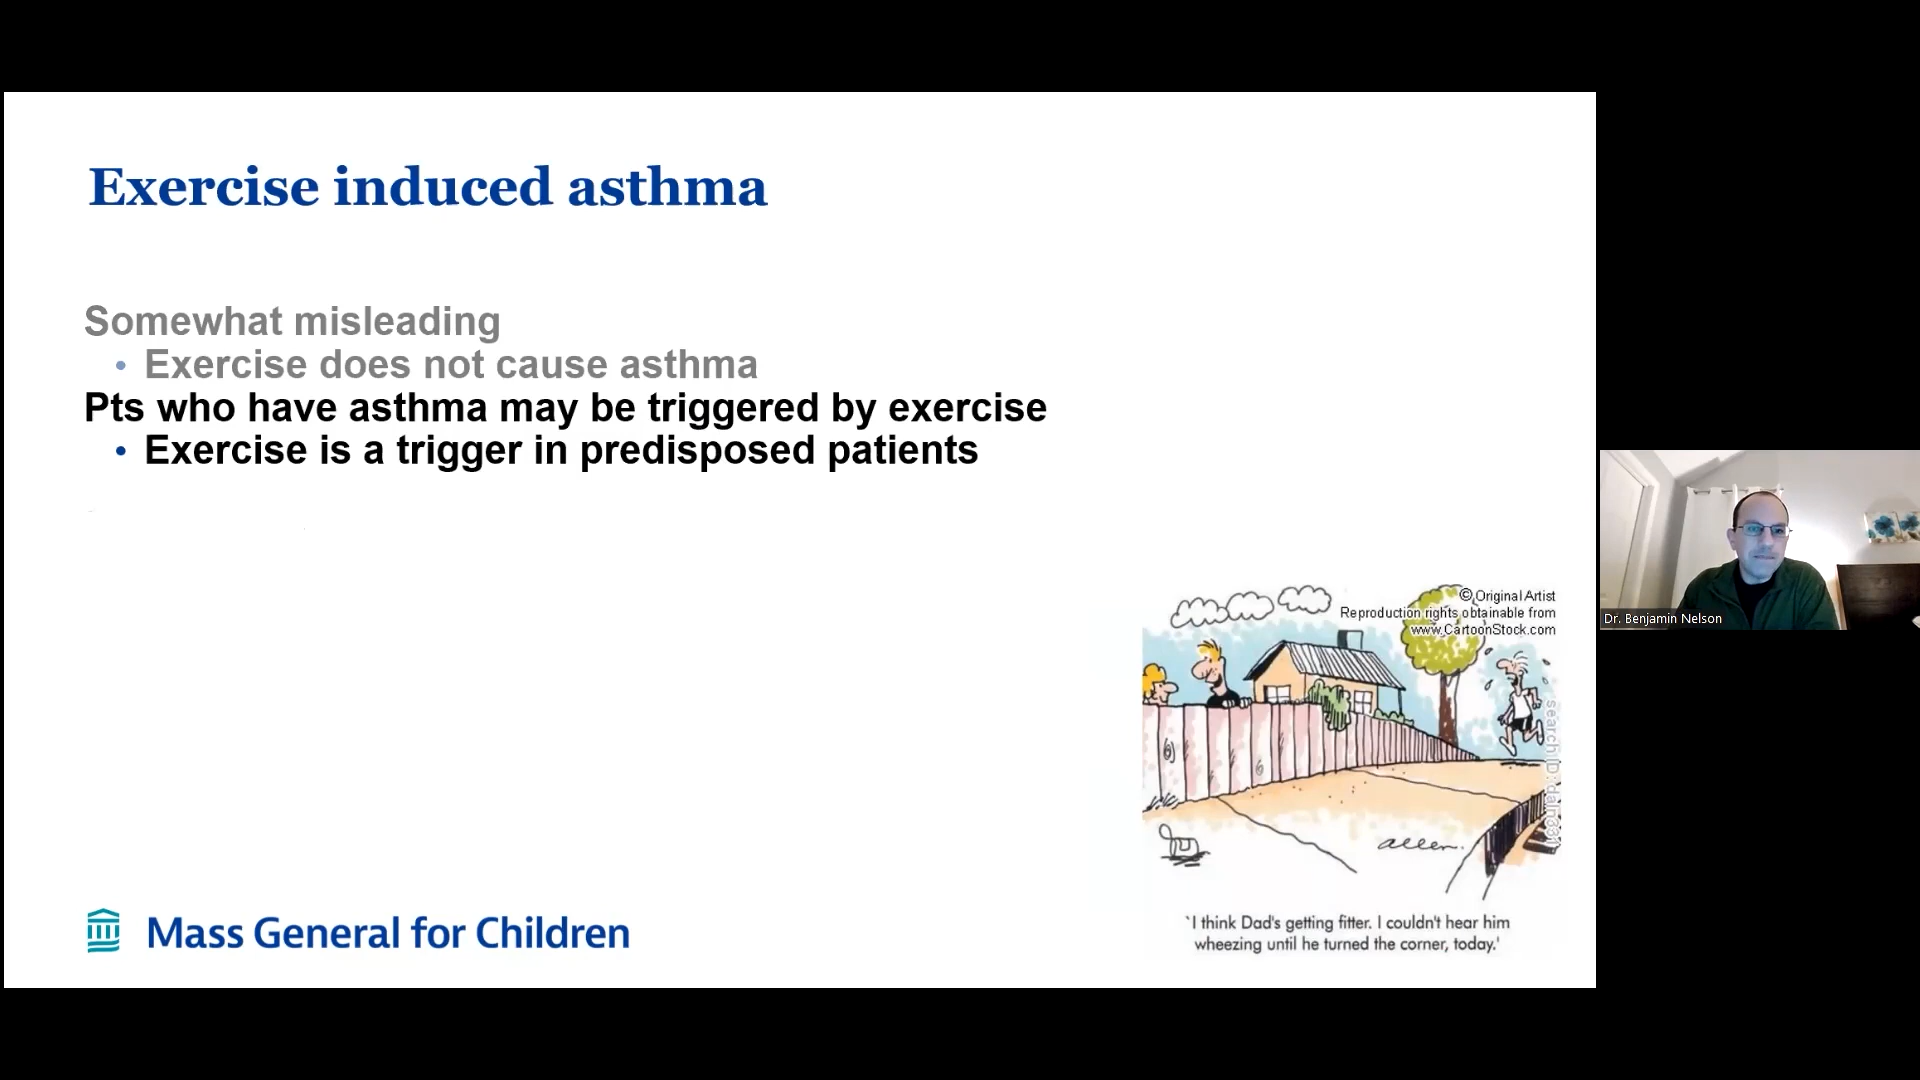 Exercise induced asthma
Somewhat misleading
• Exercise does not cause asthma
Pts who have asthma may be triggered by exercise
• Exercise is a trigger in predisposed patients
© Original Artist
Reproduction rights obtainable from
www.CartoonStock.com
allen.
'I think Dad's getting fitter. I couldn't hear him
wheezing until he turned the corner, today.'
Mass General for Children
Dr. Benjamin Nelson